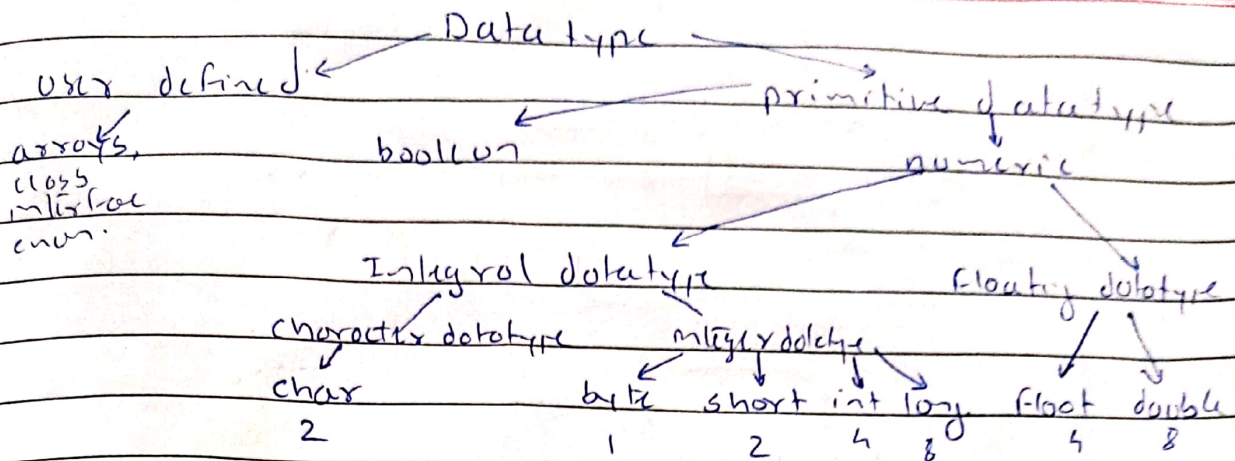 Data type
user defined
primitive datatype
arrays,
class
interface
enum.
boolean
numeric
Integral datatype
floating datatype
character datatype
integer datatype
char
byte
short
int
long
float
double
2
1
2
4
8
4
8